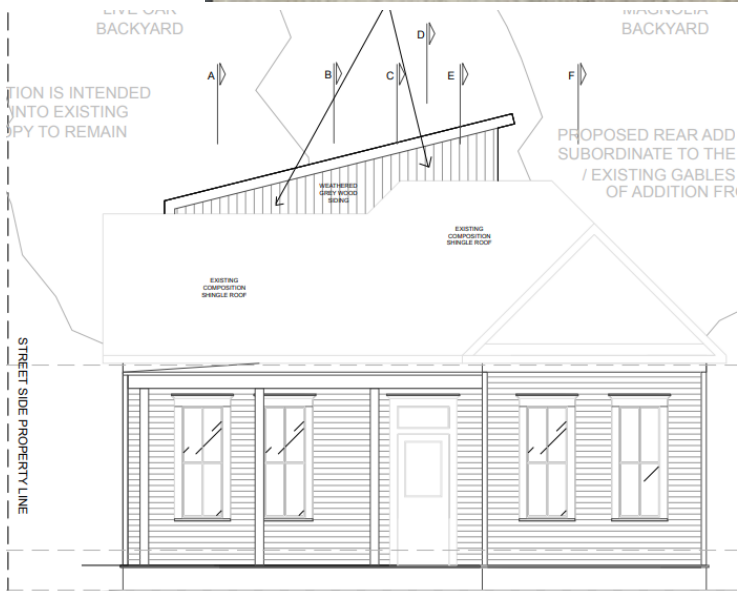 LIVE OAK
BACKYARD
MAGNOLIA
BACKYARD
D
A
B
C
E
F
TION IS INTENDED
INTO EXISTING
OPY TO REMAIN
PROPOSED REAR ADD
SUBORDINATE TO THE
/ EXISTING GABLES
OF ADDITION FRO
WEATHERED
GREY WOOD
SIDING
EXISTING
COMPOSITION
SHINGLE ROOF
EXISTING
COMPOSITION
SHINGLE ROOF
STREET SIDE PROPERTY LINE